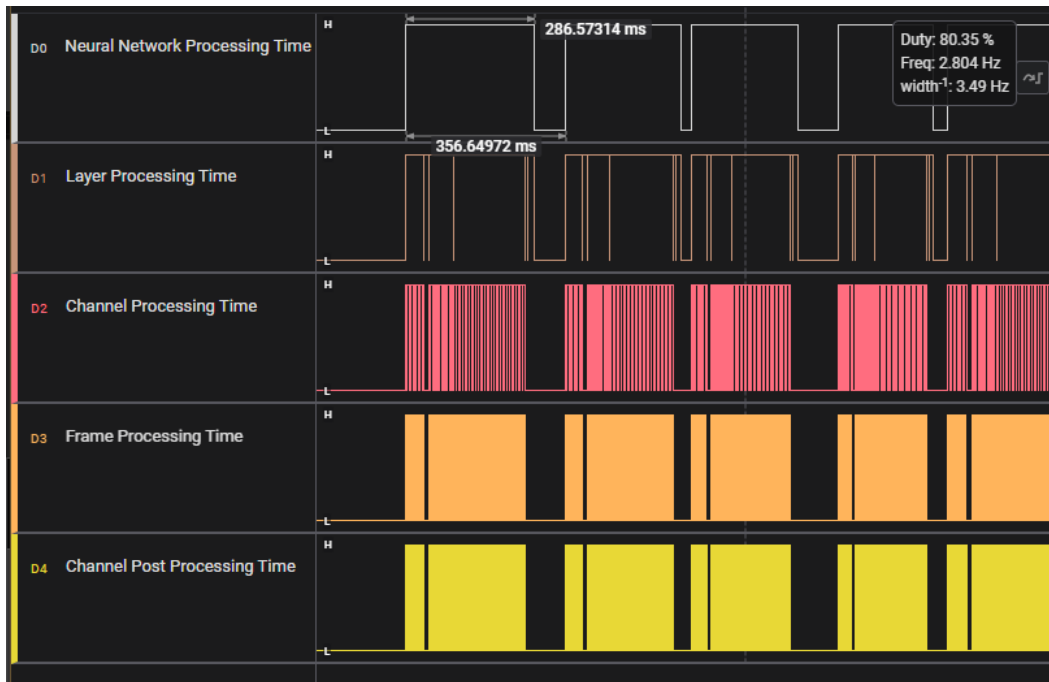 D0 Neural Network Processing Time
H
L
286.57314 ms
356.64972 ms
Duty: 80.35 %
Freq: 2.804 Hz
width-1: 3.49 Hz
D1 Layer Processing Time
H
L
D2 Channel Processing Time
H
L
D3 Frame Processing Time
H
L
D4 Channel Post Processing Time
H
L